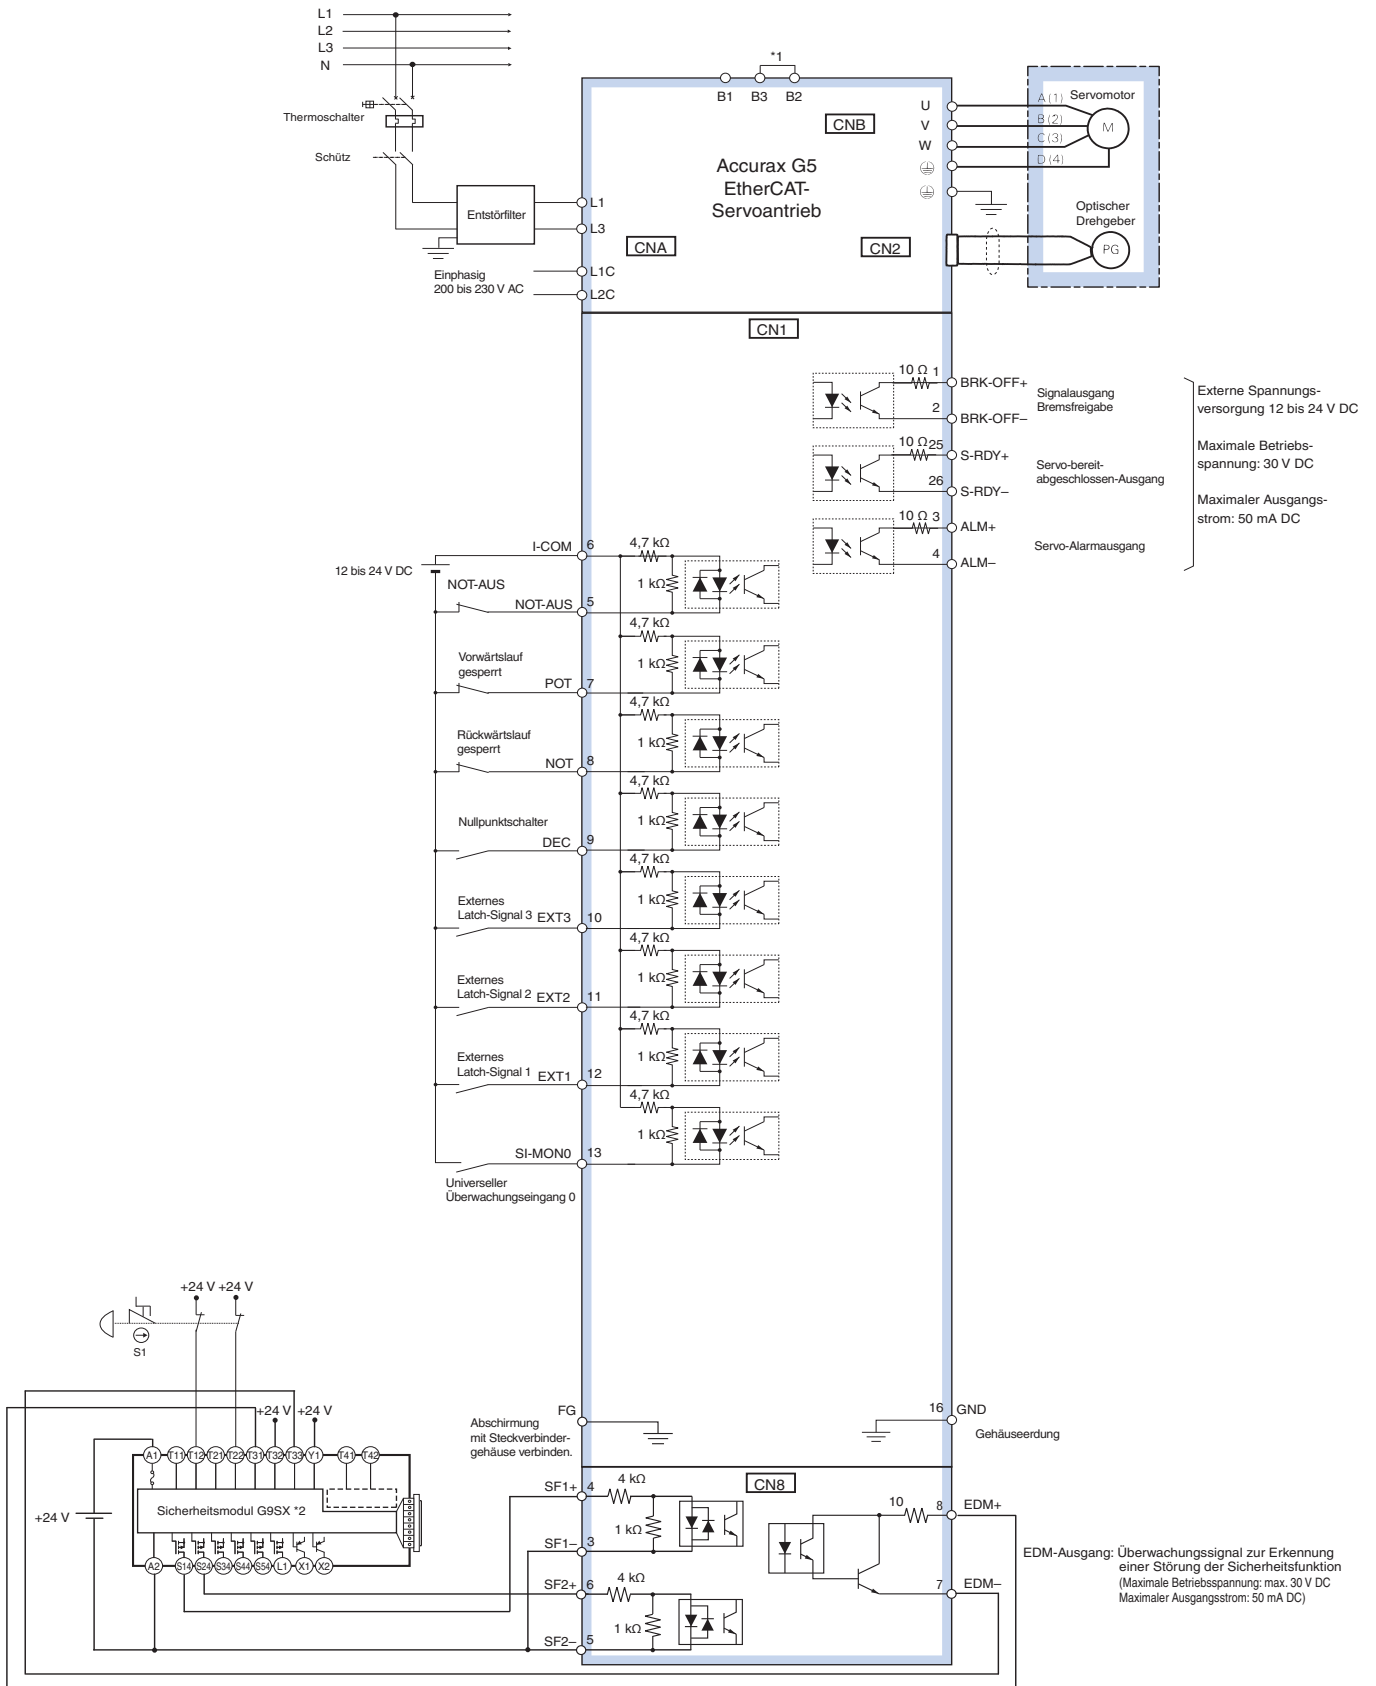 L1
L2
L3
N
Thermoschalter
Schütz
Entstörfilter
Einphasig
200 bis 230 V AC
*1
B1 B3 B2
CNB
Accurax G5
EtherCAT-
Servoantrieb
CNA
CN2
L1
L3
L1C
L2C
U
V
W
A (1)
B (2)
C (3)
D (4)
Servomotor
M
Optischer
Drehgeber
PG
CN1
10 Ω 1
BRK-OFF+
2
BRK-OFF–
Signalausgang
Bremsfreigabe
10 Ω 25
S-RDY+
26
S-RDY–
Servo-bereit-
abgeschlossen-Ausgang
10 Ω 3
ALM+
4
ALM–
Servo-Alarmausgang
Externe Spannungs-
versorgung 12 bis 24 V DC
Maximale Betriebs-
spannung: 30 V DC
Maximaler Ausgangs-
strom: 50 mA DC
12 bis 24 V DC
I-COM 6
4,7 kΩ
1 kΩ
NOT-AUS
NOT-AUS 5
4,7 kΩ
1 kΩ
Vorwärtslauf
gesperrt
POT 7
4,7 kΩ
1 kΩ
Rückwärtslauf
gesperrt
NOT 8
4,7 kΩ
1 kΩ
Nullpunktschalter
DEC 9
4,7 kΩ
1 kΩ
Externes
Latch-Signal 3 EXT3 10
4,7 kΩ
1 kΩ
Externes
Latch-Signal 2 EXT2 11
4,7 kΩ
1 kΩ
Externes
Latch-Signal 1 EXT1 12
4,7 kΩ
1 kΩ
SI-MON0 13
Universeller
Überwachungseingang 0
+24 V +24 V
S1
+24 V +24 V
A1 T11 T12 T21 T22 T31 T32 T33 Y1 T41 T42
Sicherheitsmodul G9SX *2
+24 V
A2 S14 S24 S34 S44 S54 L1 X1 X2
FG
Abschirmung
mit Steckverbinder-
gehäuse verbinden.
16 GND
Gehäuseerdung
CN8
SF1+ 4
4 kΩ
1 kΩ
SF1– 3
SF2+ 6
4 kΩ
1 kΩ
SF2– 5
10 8 EDM+
7 EDM–
EDM-Ausgang: Überwachungssignal zur Erkennung
einer Störung der Sicherheitsfunktion
(Maximale Betriebsspannung: max. 30 V DC
Maximaler Ausgangsstrom: 50 mA DC)